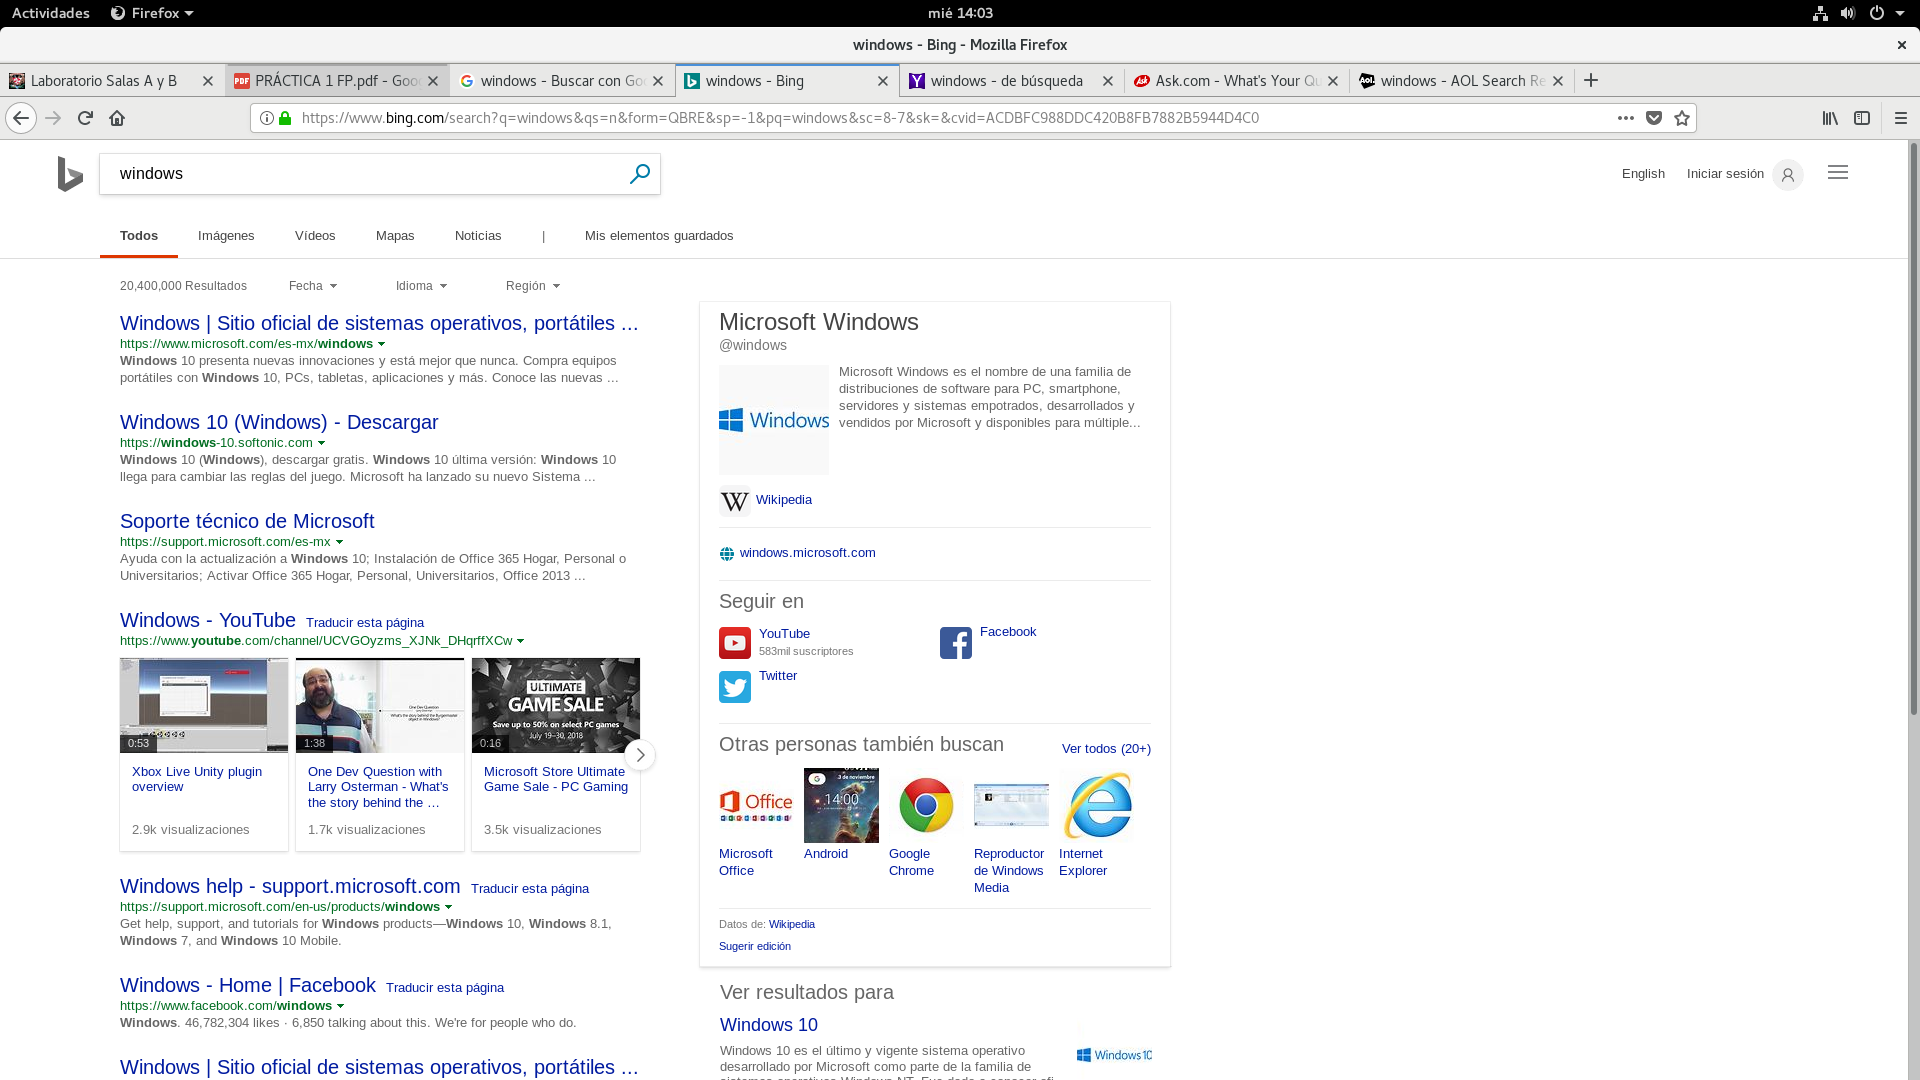 Actividades
Firefox
mié 14:03
windows - Bing - Mozilla Firefox
Laboratorio Salas A y B
PRÁCTICA 1 FP.pdf - Goo
windows - Buscar con Go
windows - Bing
windows - de búsqueda
Ask.com - What's Your Qu
windows - AOL Search Re
https://www.bing.com/search?q=windows&qs=n&form=QBRE&sp=-1&pq=windows&sc=8-7&sk=&cvid=ACDBFC988DDC420B8FB7882B5944D4C0
windows
English
Iniciar sesión
Todos
Imágenes
Vídeos
Mapas
Noticias
|
Mis elementos guardados
20,400,000 Resultados
Fecha
Idioma
Región
Windows | Sitio oficial de sistemas operativos, portátiles ...
https://www.microsoft.com/es-mx/windows
Windows 10 presenta nuevas innovaciones y está mejor que nunca. Compra equipos
portátiles con Windows 10, PCs, tabletas, aplicaciones y más. Conoce las nuevas ...
Windows 10 (Windows) - Descargar
https://windows-10.softonic.com
Windows 10 (Windows), descargar gratis. Windows 10 última versión: Windows 10
llega para cambiar las reglas del juego. Microsoft ha lanzado su nuevo Sistema ...
Soporte técnico de Microsoft
https://support.microsoft.com/es-mx
Ayuda con la actualización a Windows 10; Instalación de Office 365 Hogar, Personal o
Universitarios; Activar Office 365 Hogar, Personal, Universitarios, Office 2013 ...
Windows - YouTube Traducir esta página
https://www.youtube.com/channel/UCVGOyzms_XJNk_DHqrffXCw
0:53
Xbox Live Unity plugin
overview
2.9k visualizaciones
One Dev Question
What's the story behind the Burgermaster
object in Windows?
1:38
One Dev Question with
Larry Osterman - What's
the story behind the ...
1.7k visualizaciones
ULTIMATE
GAME SALE
Save up to 50% on select PC games
July 19-30, 2018
0:16
Microsoft Store Ultimate
Game Sale - PC Gaming
3.5k visualizaciones
Windows help - support.microsoft.com Traducir esta página
https://support.microsoft.com/en-us/products/windows
Get help, support, and tutorials for Windows products—Windows 10, Windows 8.1,
Windows 7, and Windows 10 Mobile.
Windows - Home | Facebook Traducir esta página
https://www.facebook.com/windows
Windows. 46,782,304 likes · 6,850 talking about this. We're for people who do.
Windows | Sitio oficial de sistemas operativos, portátiles ...
Microsoft Windows
@windows
Windows
Microsoft Windows es el nombre de una familia de
distribuciones de software para PC, smartphone,
servidores y sistemas empotrados, desarrollados y
vendidos por Microsoft y disponibles para múltiple...
W Wikipedia
windows.microsoft.com
Seguir en
YouTube
583mil suscriptores
Facebook
Twitter
Otras personas también buscan
Ver todos (20+)
Office
3 de noviembre
14:00
Microsoft
Office
Android
Google
Chrome
Reproductor
de Windows
Media
Internet
Explorer
Datos de: Wikipedia
Sugerir edición
Ver resultados para
Windows 10
Windows 10 es el último y vigente sistema operativo
desarrollado por Microsoft como parte de la familia de
Windows10